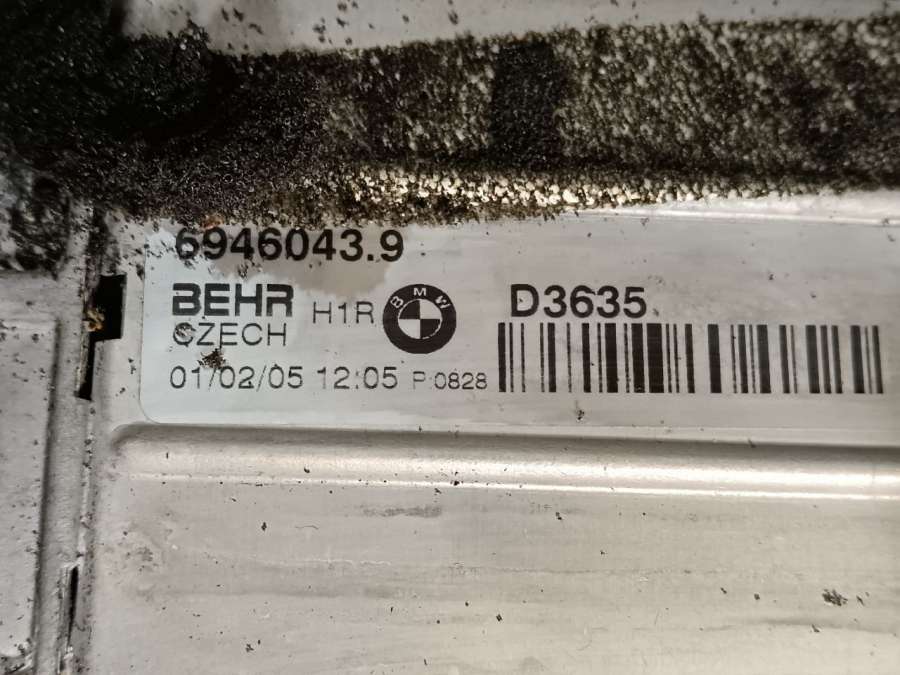 6946043.9
BEHR H1R BMW D3635
CZECH
01/02/05 12:05 P:0828